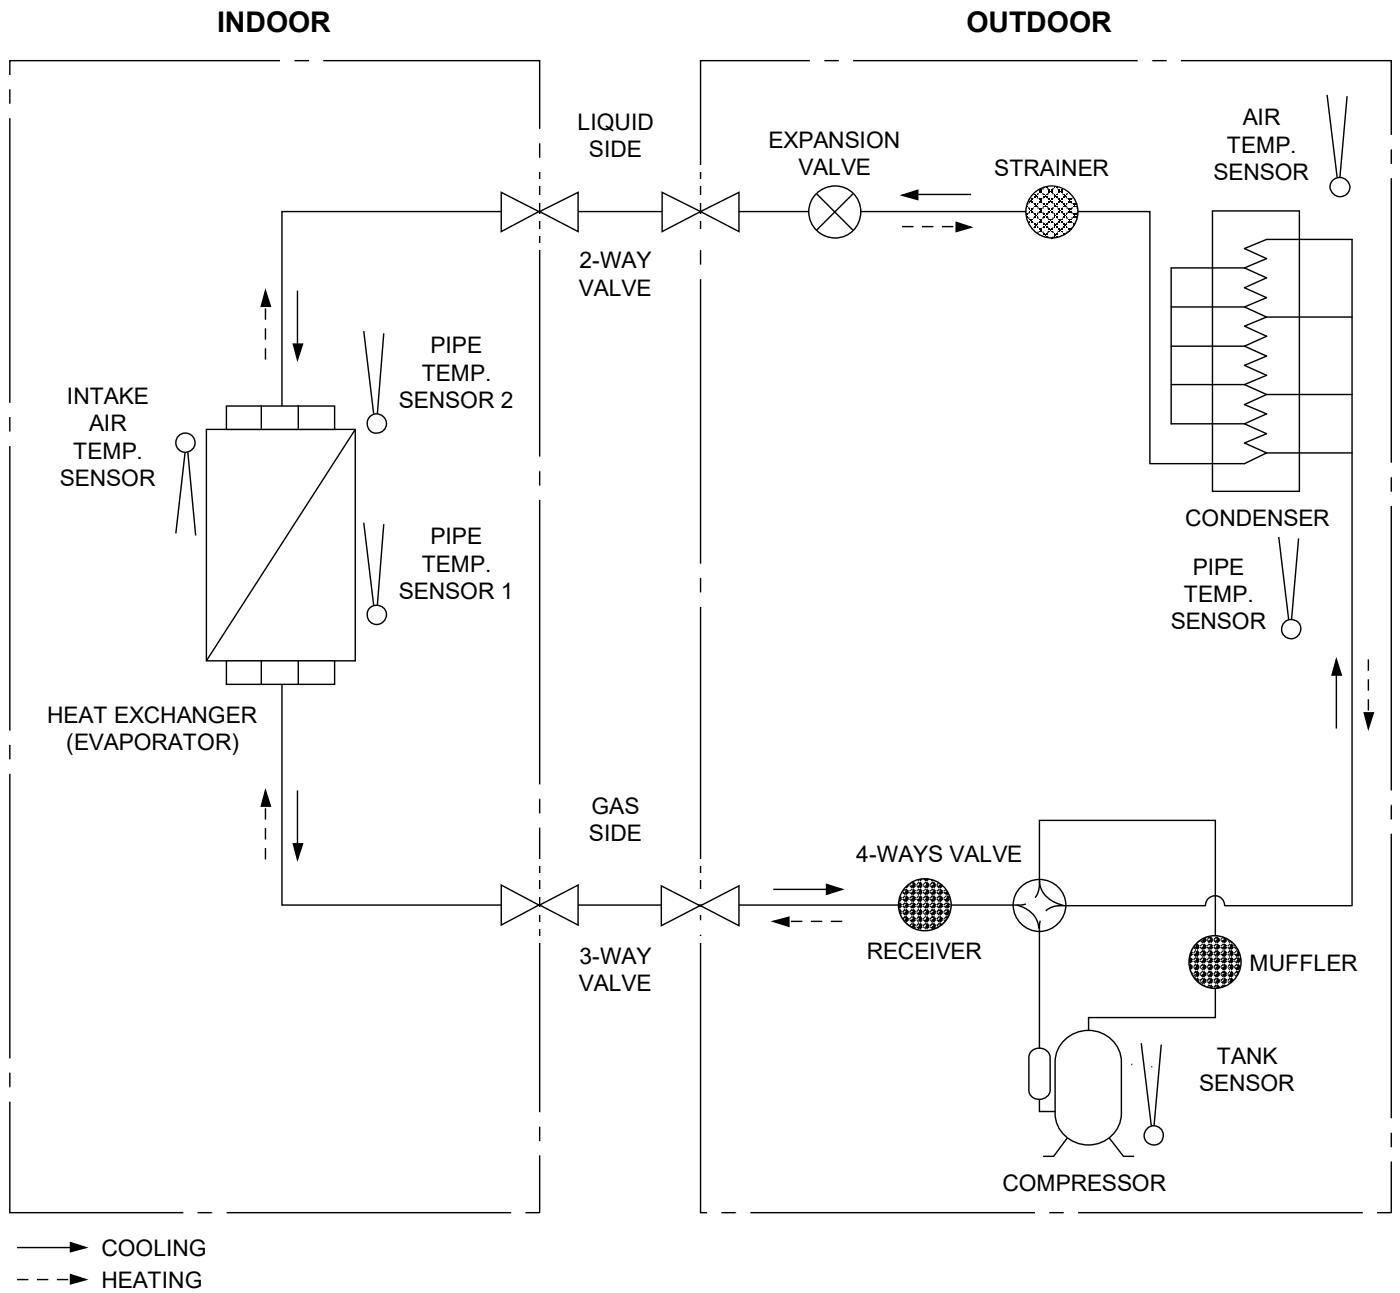 INDOOR
OUTDOOR
LIQUID
SIDE
EXPANSION
VALVE
STRAINER
AIR
TEMP.
SENSOR
2-WAY
VALVE
PIPE
TEMP.
SENSOR 2
INTAKE
AIR
TEMP.
SENSOR
PIPE
TEMP.
SENSOR 1
CONDENSER
PIPE
TEMP.
SENSOR
HEAT EXCHANGER
(EVAPORATOR)
GAS
SIDE
4-WAYS VALVE
RECEIVER
3-WAY
VALVE
MUFFLER
TANK
SENSOR
COMPRESSOR
COOLING
HEATING